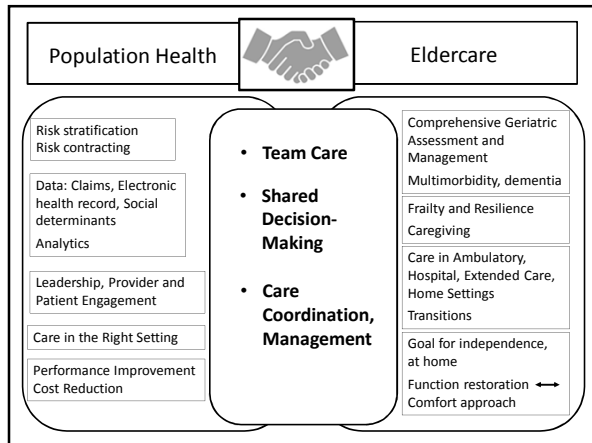 Population Health
Eldercare
Risk stratification
Risk contracting
Data: Claims, Electronic
health record, Social
determinants
Analytics
Leadership, Provider and
Patient Engagement
Care in the Right Setting
Performance Improvement
Cost Reduction
• Team Care
• Shared
Decision-
Making
• Care
Coordination,
Management
Comprehensive Geriatric
Assessment and
Management
Multimorbidity, dementia
Frailty and Resilience
Caregiving
Care in Ambulatory,
Hospital, Extended Care,
Home Settings
Transitions
Goal for independence,
at home
Function restoration ↔
Comfort approach